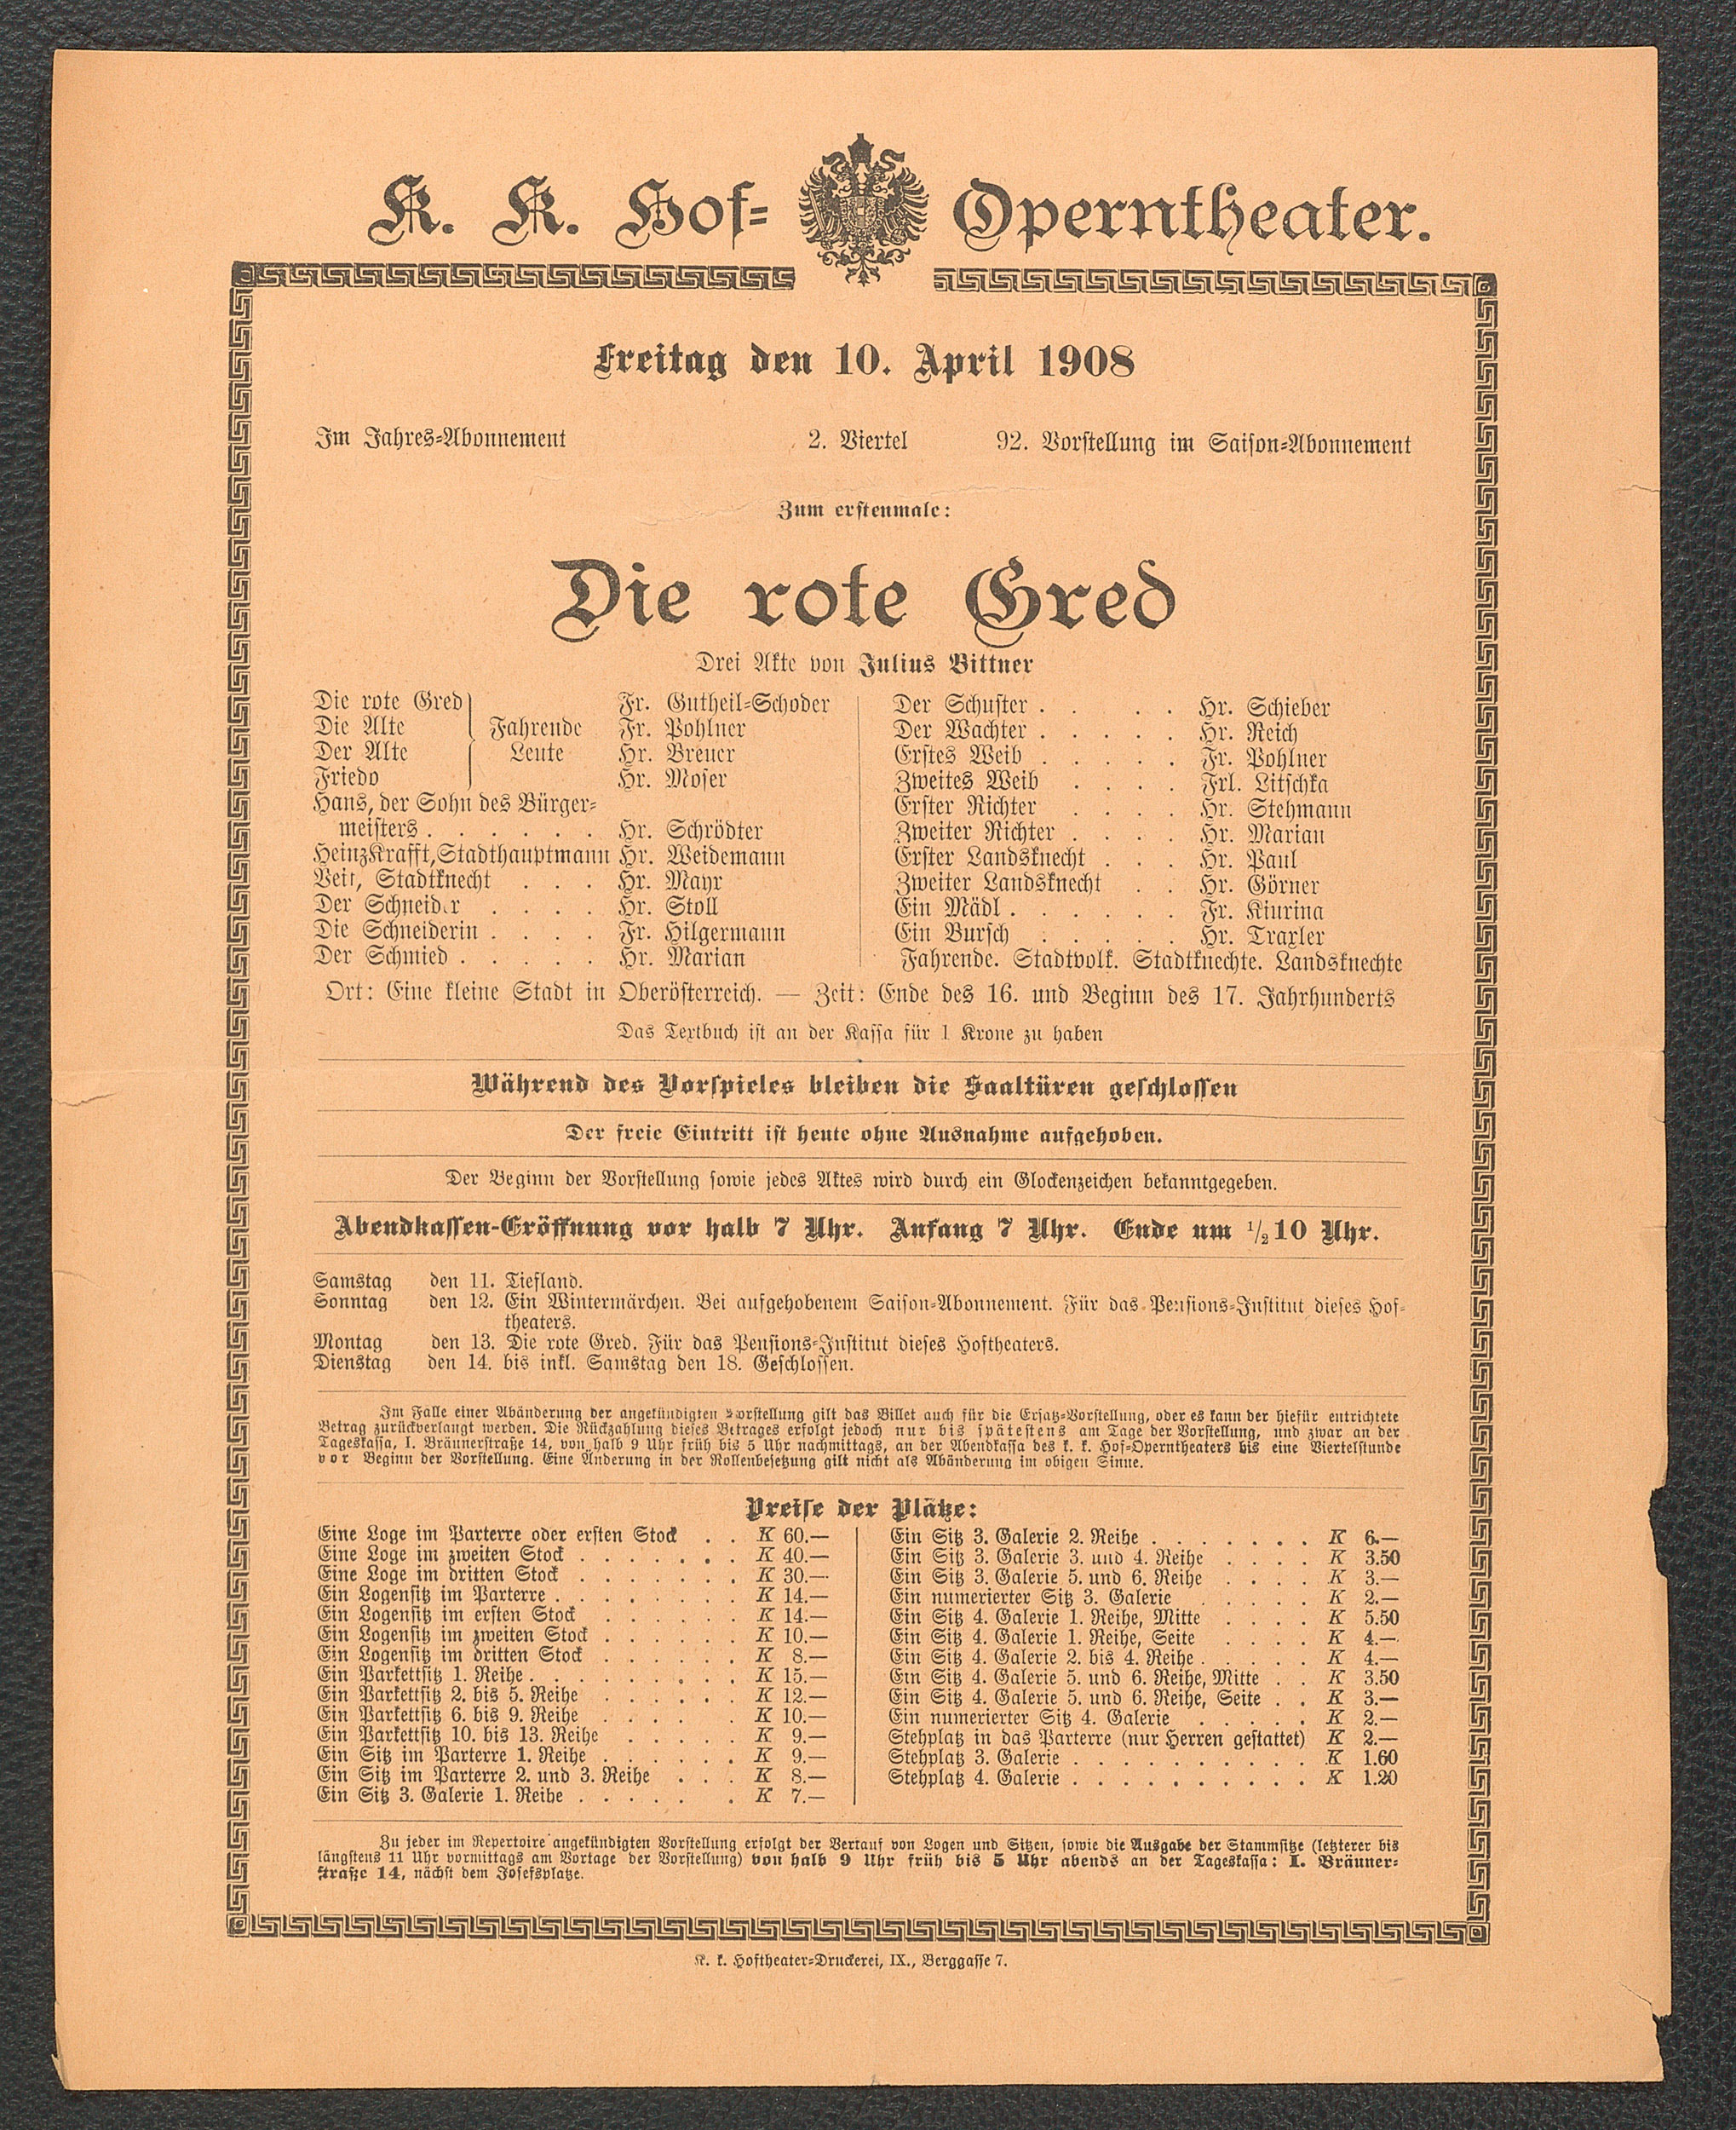 K. K. Hof- Operntheater.
Freitag den 10. April 1908
Im Jahres-Abonnement 2. Viertel 92. Vorstellung im Saison-Abonnement
Zum erstenmale:
Die rote Gred
Drei Akte von Julius Bittner
Die rote Gred Fr. Gutheil-Schoder
Die Alte Fahrende Fr. Pohlner
Der Alte Leute Hr. Breuer
Friedo Hr. Moser
Hans, der Sohn des Bürger-
meisters . . . . . . Hr. Schrödter
Heinz Krafft, Stadthauptmann Hr. Weidemann
Veit, Stadtknecht . . . Hr. Mayr
Der Schneider . . . . Hr. Stoll
Die Schneiderin . . . . Fr. Hilgermann
Der Schmied . . . . . Hr. Marian
Der Schuster . . . . Hr. Schieber
Der Wachter . . . . . Hr. Reich
Erstes Weib . . . . . Fr. Pohlner
Zweites Weib . . . . Frl. Litschka
Erster Richter . . . . Hr. Stehmann
Zweiter Richter . . . . Hr. Marian
Erster Landsknecht . . . Hr. Paul
Zweiter Landsknecht . . Hr. Görner
Ein Mädl . . . . . . Fr. Kiurina
Ein Bursch . . . . . Hr. Traxler
Fahrende. Stadtvolk. Stadtknechte. Landsknechte
Ort: Eine kleine Stadt in Oberösterreich. — Zeit: Ende des 16. und Beginn des 17. Jahrhunderts
Das Textbuch ist an der Kassa für 1 Krone zu haben
Während des Vorspieles bleiben die Saaltüren geschlossen
Der freie Eintritt ist heute ohne Ausnahme aufgehoben.
Der Beginn der Vorstellung sowie jedes Aktes wird durch ein Glockenzeichen bekanntgegeben.
Abendkassen-Eröffnung vor halb 7 Uhr. Anfang 7 Uhr. Ende um 1/2 10 Uhr.
Samstag den 11. Tiefland.
Sonntag den 12. Ein Wintermärchen. Bei aufgehobenem Saison-Abonnement. Für das Pensions-Institut dieses Hof-
theaters.
Montag den 13. Die rote Gred. Für das Pensions-Institut dieses Hoftheaters.
Dienstag den 14. bis inkl. Samstag den 18. Geschlossen.
Im Falle einer Abänderung der angekündigten Vorstellung gilt das Billet auch für die Ersatz-Vorstellung, oder es kann der hiefür entrichtete
Betrag zurückverlangt werden. Die Rückzahlung dieses Betrages erfolgt jedoch nur bis spätestens am Tage der Vorstellung, und zwar an der
Tageskassa, I. Bräunerstraße 14, von halb 9 Uhr früh bis 5 Uhr nachmittags, an der Abendkassa des k. k. Hof-Operntheaters bis eine Viertelstunde
vor Beginn der Vorstellung. Eine Änderung in der Rollenbesetzung gilt nicht als Abänderung im obigen Sinne.
Preise der Plätze:
Eine Loge im Parterre oder ersten Stock . . K 60.—
Eine Loge im zweiten Stock . . . . . . . K 40.—
Eine Loge im dritten Stock . . . . . . . K 30.—
Ein Logensitz im Parterre . . . . . . . . K 14.—
Ein Logensitz im ersten Stock . . . . . . K 14.—
Ein Logensitz im zweiten Stock . . . . . . K 10.—
Ein Logensitz im dritten Stock . . . . . . K 8.—
Ein Parkettsitz 1. Reihe . . . . . . . . K 15.—
Ein Parkettsitz 2. bis 5. Reihe . . . . . . K 12.—
Ein Parkettsitz 6. bis 9. Reihe . . . . . K 10.—
Ein Parkettsitz 10. bis 13. Reihe . . . . . K 9.—
Ein Sitz im Parterre 1. Reihe . . . . . . K 9.—
Ein Sitz im Parterre 2. und 3. Reihe . . . K 8.—
Ein Sitz 3. Galerie 1. Reihe . . . . . . K 7.—
Ein Sitz 3. Galerie 2. Reihe . . . . . . . K 6.—
Ein Sitz 3. Galerie 3. und 4. Reihe . . . . K 3.50
Ein Sitz 3. Galerie 5. und 6. Reihe . . . . K 3.—
Ein numerierter Sitz 3. Galerie . . . . . K 2.—
Ein Sitz 4. Galerie 1. Reihe, Mitte . . . . K 5.50
Ein Sitz 4. Galerie 1. Reihe, Seite . . . . K 4.—
Ein Sitz 4. Galerie 2. bis 4. Reihe . . . . . K 4.—
Ein Sitz 4. Galerie 5. und 6. Reihe, Mitte . . K 3.50
Ein Sitz 4. Galerie 5. und 6. Reihe, Seite . . K 3.—
Ein numerierter Sitz 4. Galerie . . . . . K 2.—
Stehplatz in das Parterre (nur Herren gestattet) K 2.—
Stehplatz 3. Galerie . . . . . . . . . . K 1.60
Stehplatz 4. Galerie . . . . . . . . . . K 1.20
Zu jeder im Repertoire angekündigten Vorstellung erfolgt der Verkauf von Logen und Sitzen, sowie die Ausgabe der Stammsitze (letzterer bis
längstens 11 Uhr vormittags am Vortage der Vorstellung) von halb 9 Uhr früh bis 5 Uhr abends an der Tageskassa: I. Bräuner-
straße 14, nächst dem Josefsplatze.
K. k. Hoftheater-Druckerei, IX., Berggasse 7.